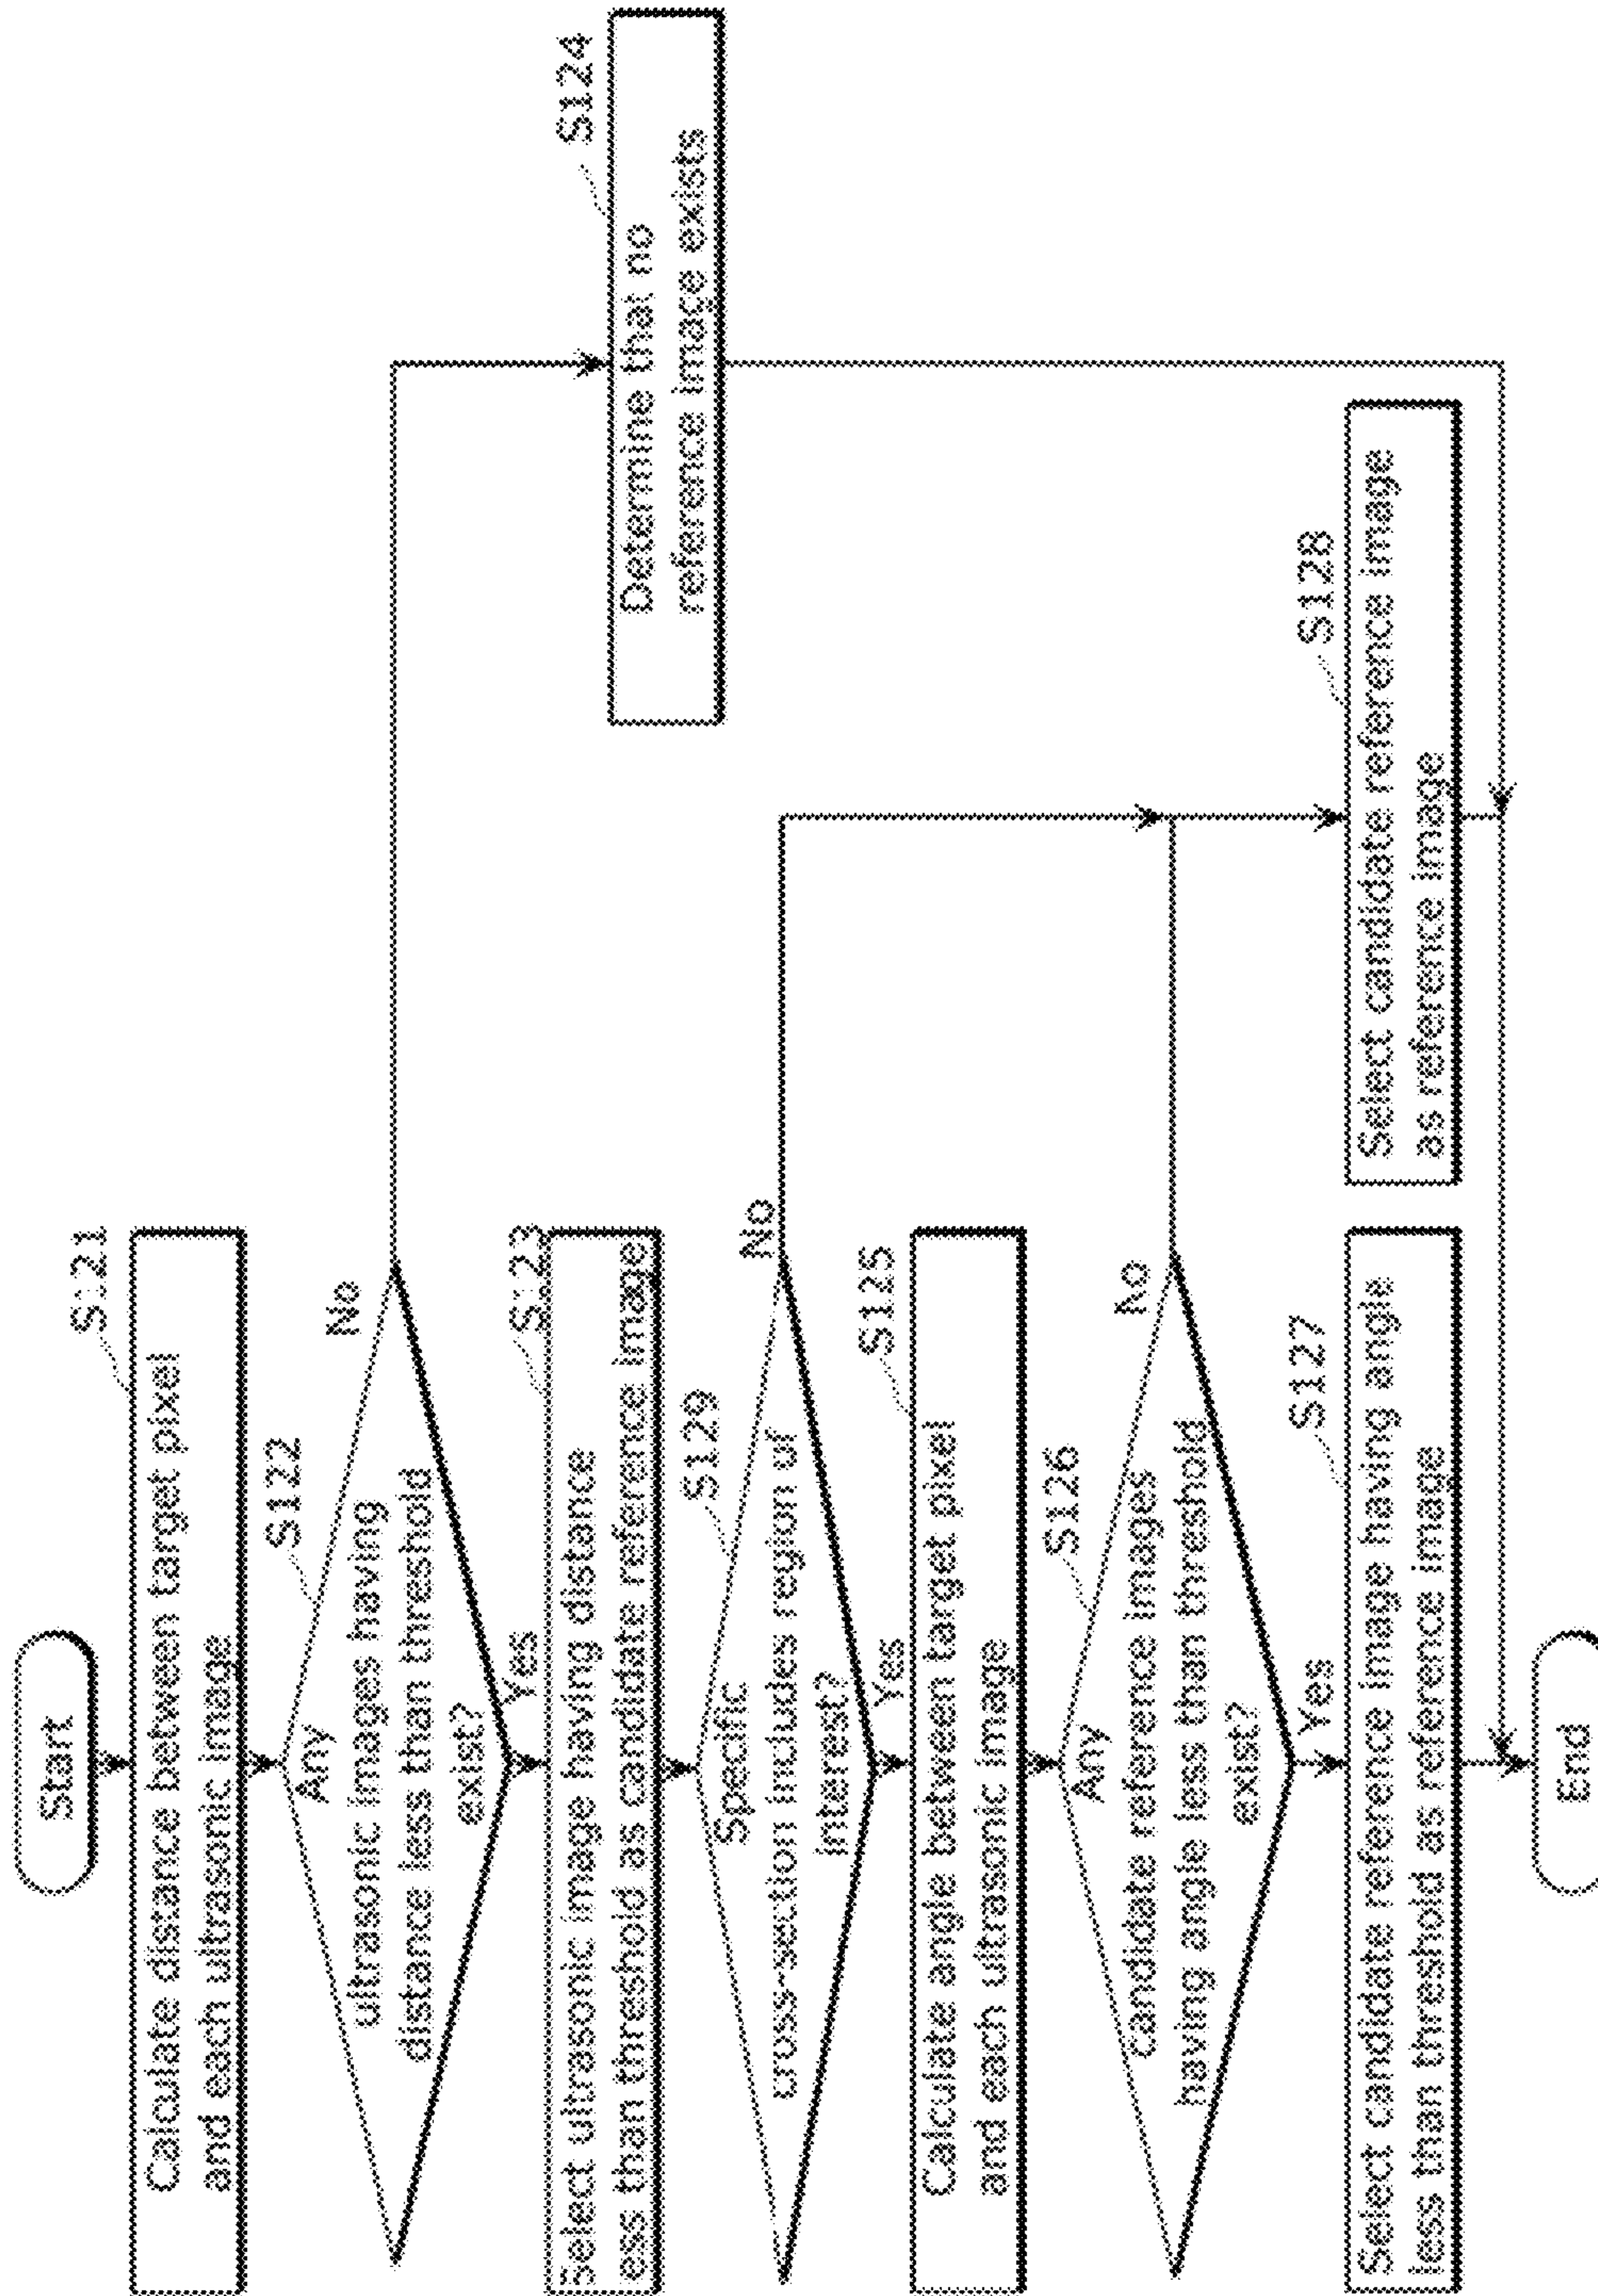 Start
S121
Calculate distance between target pixel
and each ultrasonic image
S122
Any
ultrasonic images having
distance less than threshold
exist?
No
Yes
S124
Determine that no
reference image exists
S123
Select ultrasonic image having distance
less than threshold as candidate reference image
S129
Specific
cross-section includes region of
interest?
No
Yes
S125
Calculate angle between target pixel
and each ultrasonic image
S126
Any
candidate reference images
having angle less than threshold
exist?
No
Yes
S127
Select candidate reference image having angle
less than threshold as reference image
S128
Select candidate reference image
as reference image
End